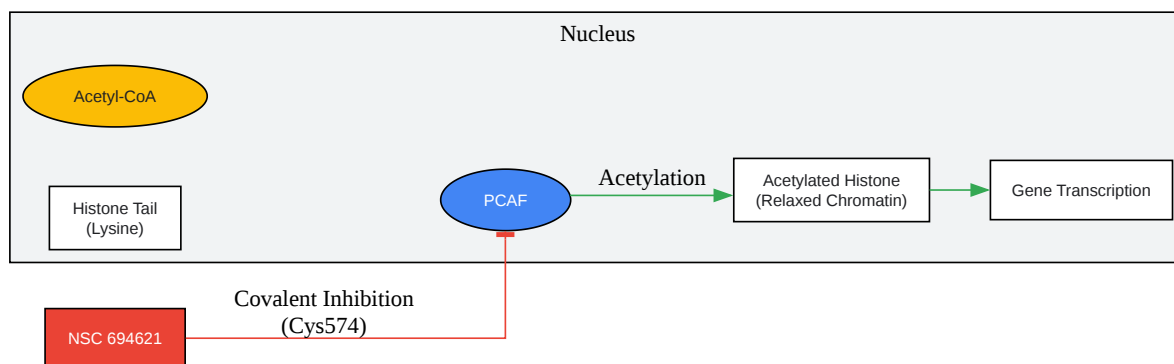 Nucleus
Acetyl-CoA
Histone Tail
(Lysine)
PCAF
Acetylation
Acetylated Histone
(Relaxed Chromatin)
Gene Transcription
Covalent Inhibition
(Cys574)
NSC 694621